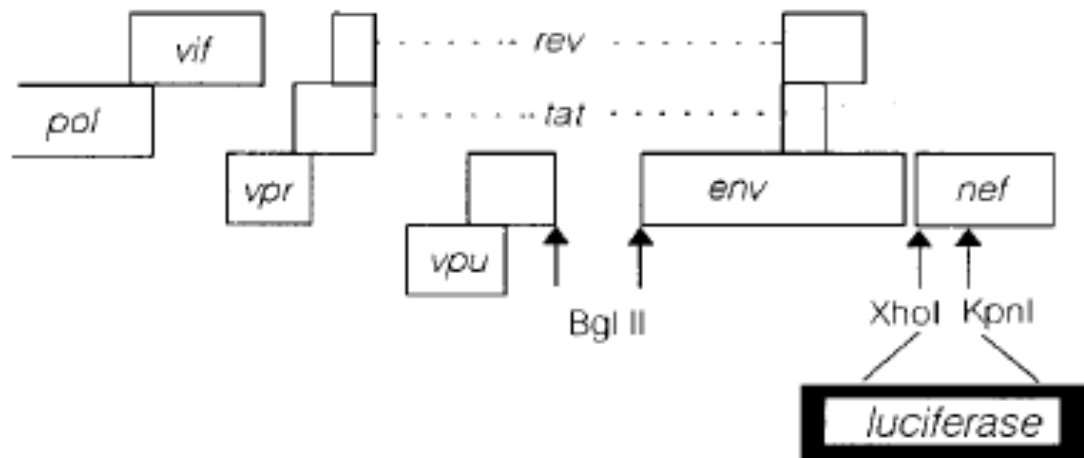 vif
rev
pol
tat
vpr
env
nef
vpu
Bgl II
XhoI KpnI
luciferase